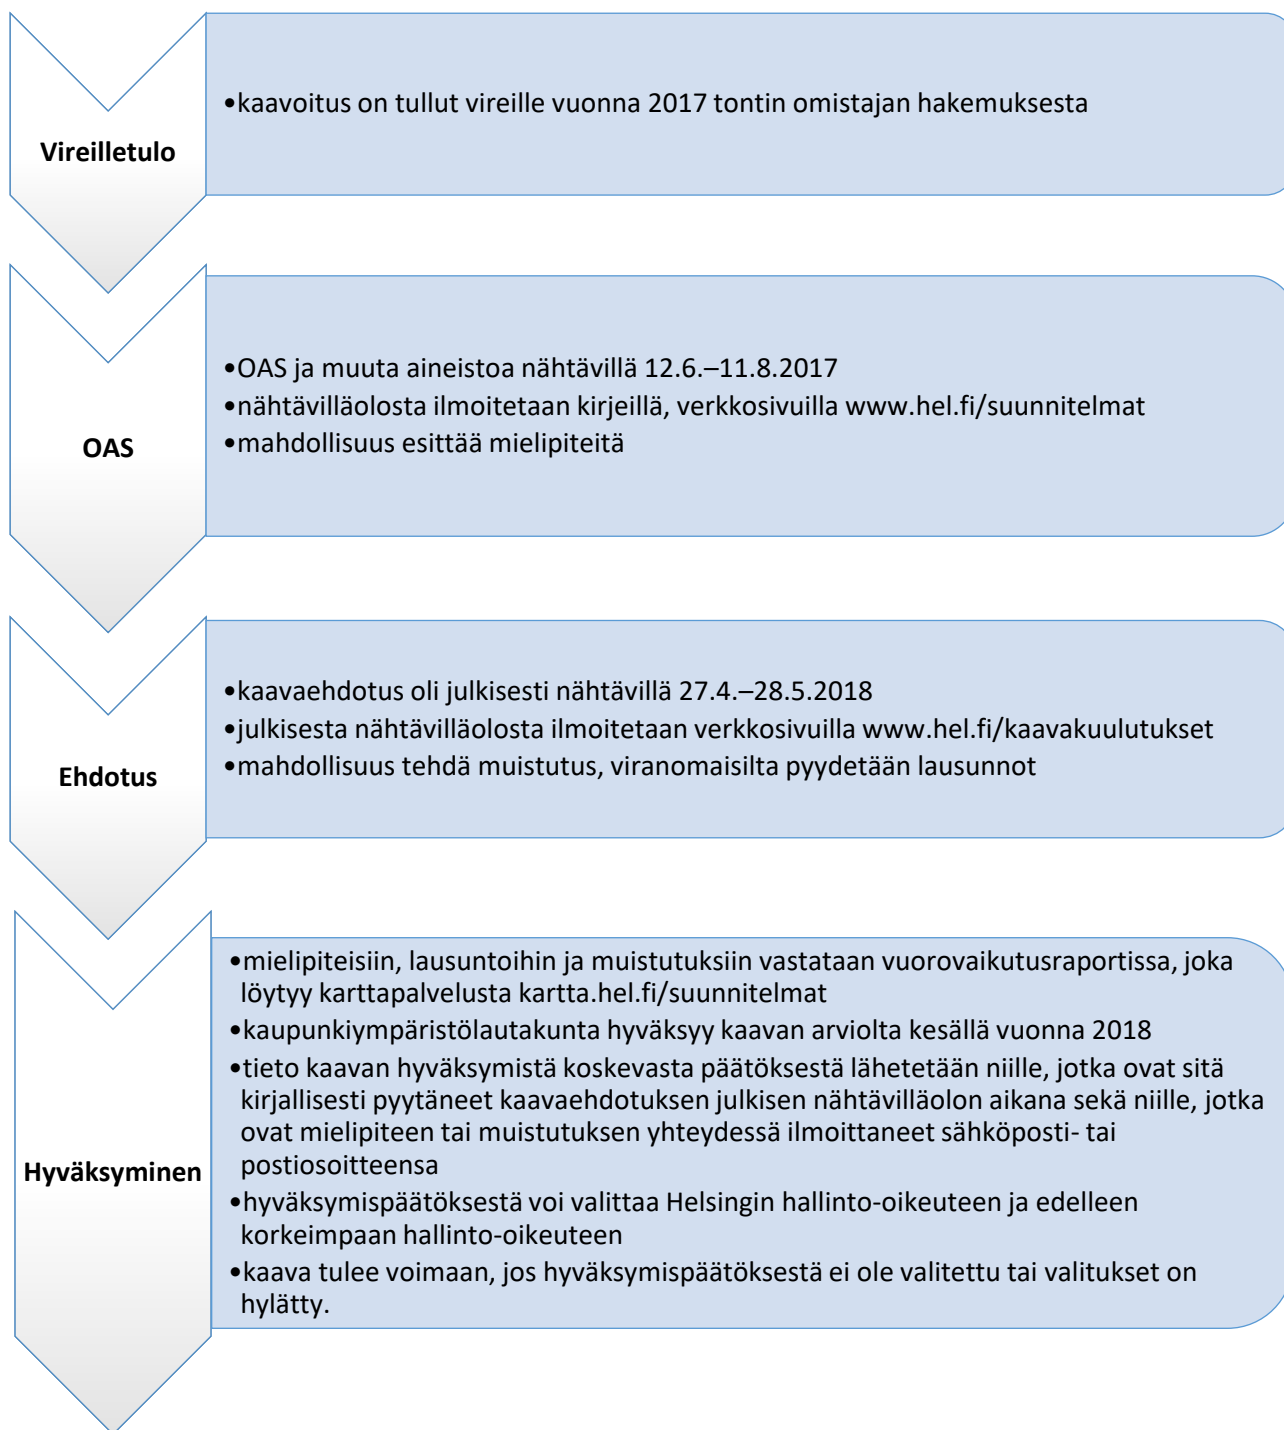 Vireilletulo
•kaavoitus on tullut vireille vuonna 2017 tontin omistajan hakemuksesta
OAS
•OAS ja muuta aineistoa nähtävillä 12.6.–11.8.2017
•nähtävilläolosta ilmoitetaan kirjeillä, verkkosivuilla www.hel.fi/suunnitelmat
•mahdollisuus esittää mielipiteitä
Ehdotus
•kaavaehdotus oli julkisesti nähtävillä 27.4.–28.5.2018
•julkisesta nähtävilläolosta ilmoitetaan verkkosivuilla www.hel.fi/kaavakuulutukset
•mahdollisuus tehdä muistutus, viranomaisilta pyydetään lausunnot
Hyväksyminen
•mielipiteisiin, lausuntoihin ja muistutuksiin vastataan vuorovaikutusraportissa, joka
löytyy karttapalvelusta kartta.hel.fi/suunnitelmat
•kaupunkiympäristölautakunta hyväksyy kaavan arviolta kesällä vuonna 2018
•tieto kaavan hyväksymistä koskevasta päätöksestä lähetetään niille, jotka ovat sitä
kirjallisesti pyytäneet kaavaehdotuksen julkisen nähtävilläolon aikana sekä niille, jotka
ovat mielipiteen tai muistutuksen yhteydessä ilmoittaneet sähköposti- tai
postiosoitteensa
•hyväksymispäätöksestä voi valittaa Helsingin hallinto-oikeuteen ja edelleen
korkeimpaan hallinto-oikeuteen
•kaava tulee voimaan, jos hyväksymispäätöksestä ei ole valitettu tai valitukset on
hylätty.